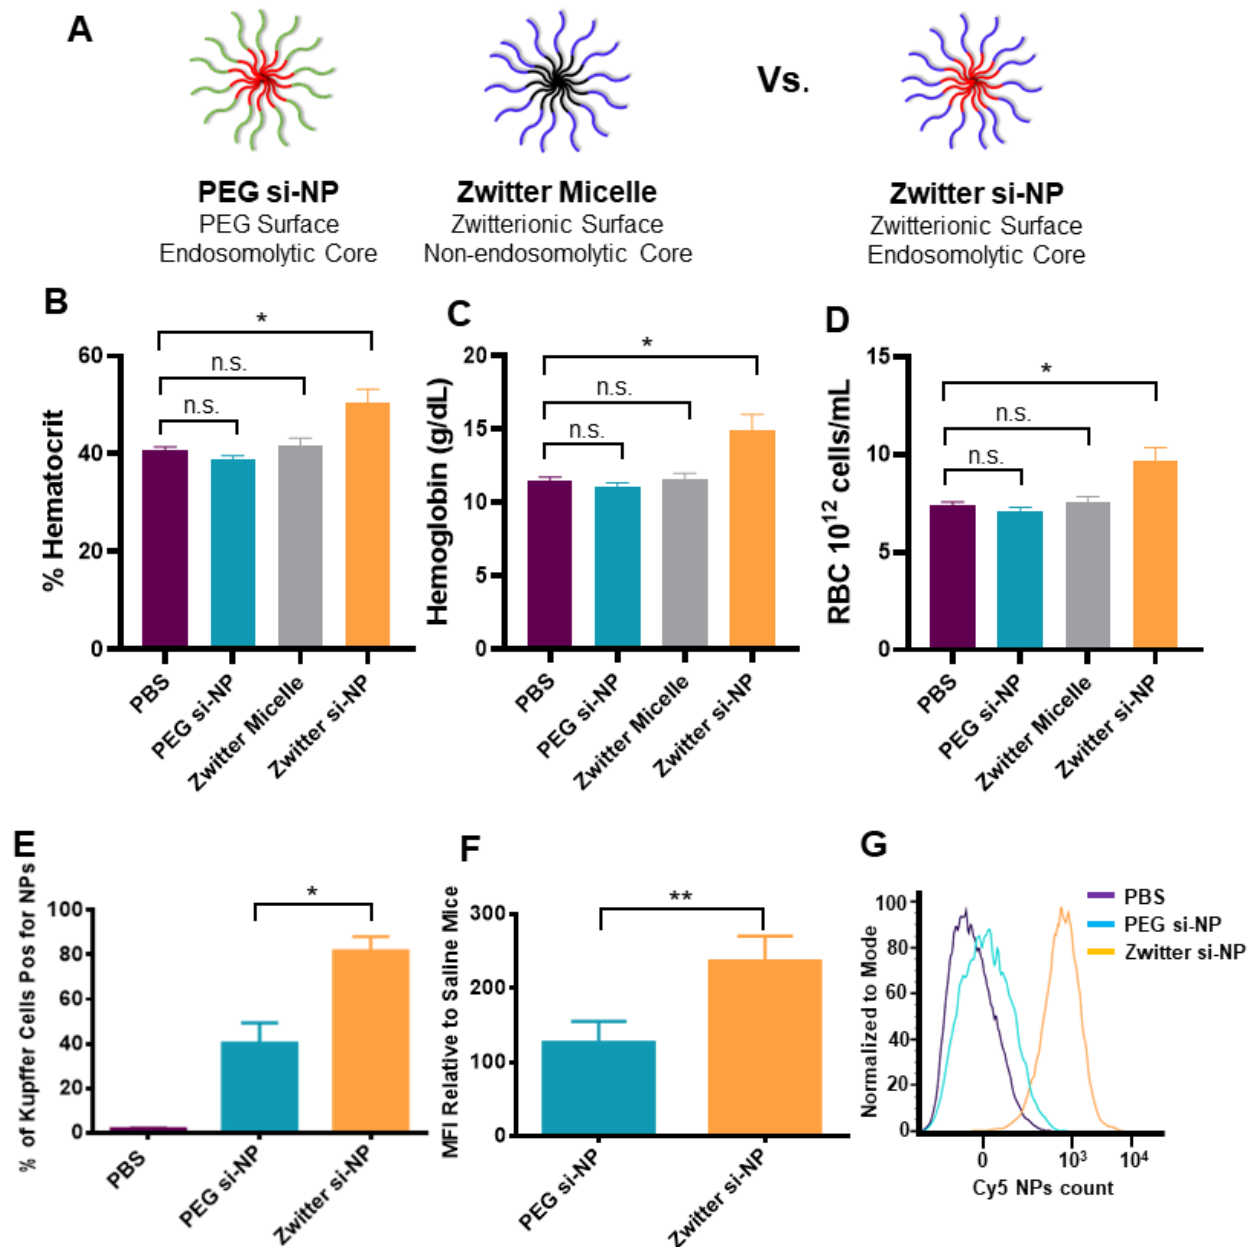 A
Vs.
PEG si-NP
PEG Surface
Endosomolytic Core
Zwitter Micelle
Zwitterionic Surface
Non-endosomolytic Core
Zwitter si-NP
Zwitterionic Surface
Endosomolytic Core
B
% Hematocrit
60
40
20
0
*
n.s.
n.s.
PBS
PEG si-NP
Zwitter Micelle
Zwitter si-NP
C
Hemoglobin (g/dL)
20
15
10
5
0
*
n.s.
n.s.
PBS
PEG si-NP
Zwitter Micelle
Zwitter si-NP
D
RBC 10¹² cells/mL
15
10
5
0
*
n.s.
n.s.
PBS
PEG si-NP
Zwitter Micelle
Zwitter si-NP
E
% of Kupffer Cells Pos for NPs
100
80
60
40
20
0
*
PBS
PEG si-NP
Zwitter si-NP
F
MFI Relative to Saline Mice
300
200
100
0
**
PEG si-NP
Zwitter si-NP
G
Normalized to Mode
100
80
60
40
20
0
PBS
PEG si-NP
Zwitter si-NP
0
10³
10⁴
Cy5 NPs count